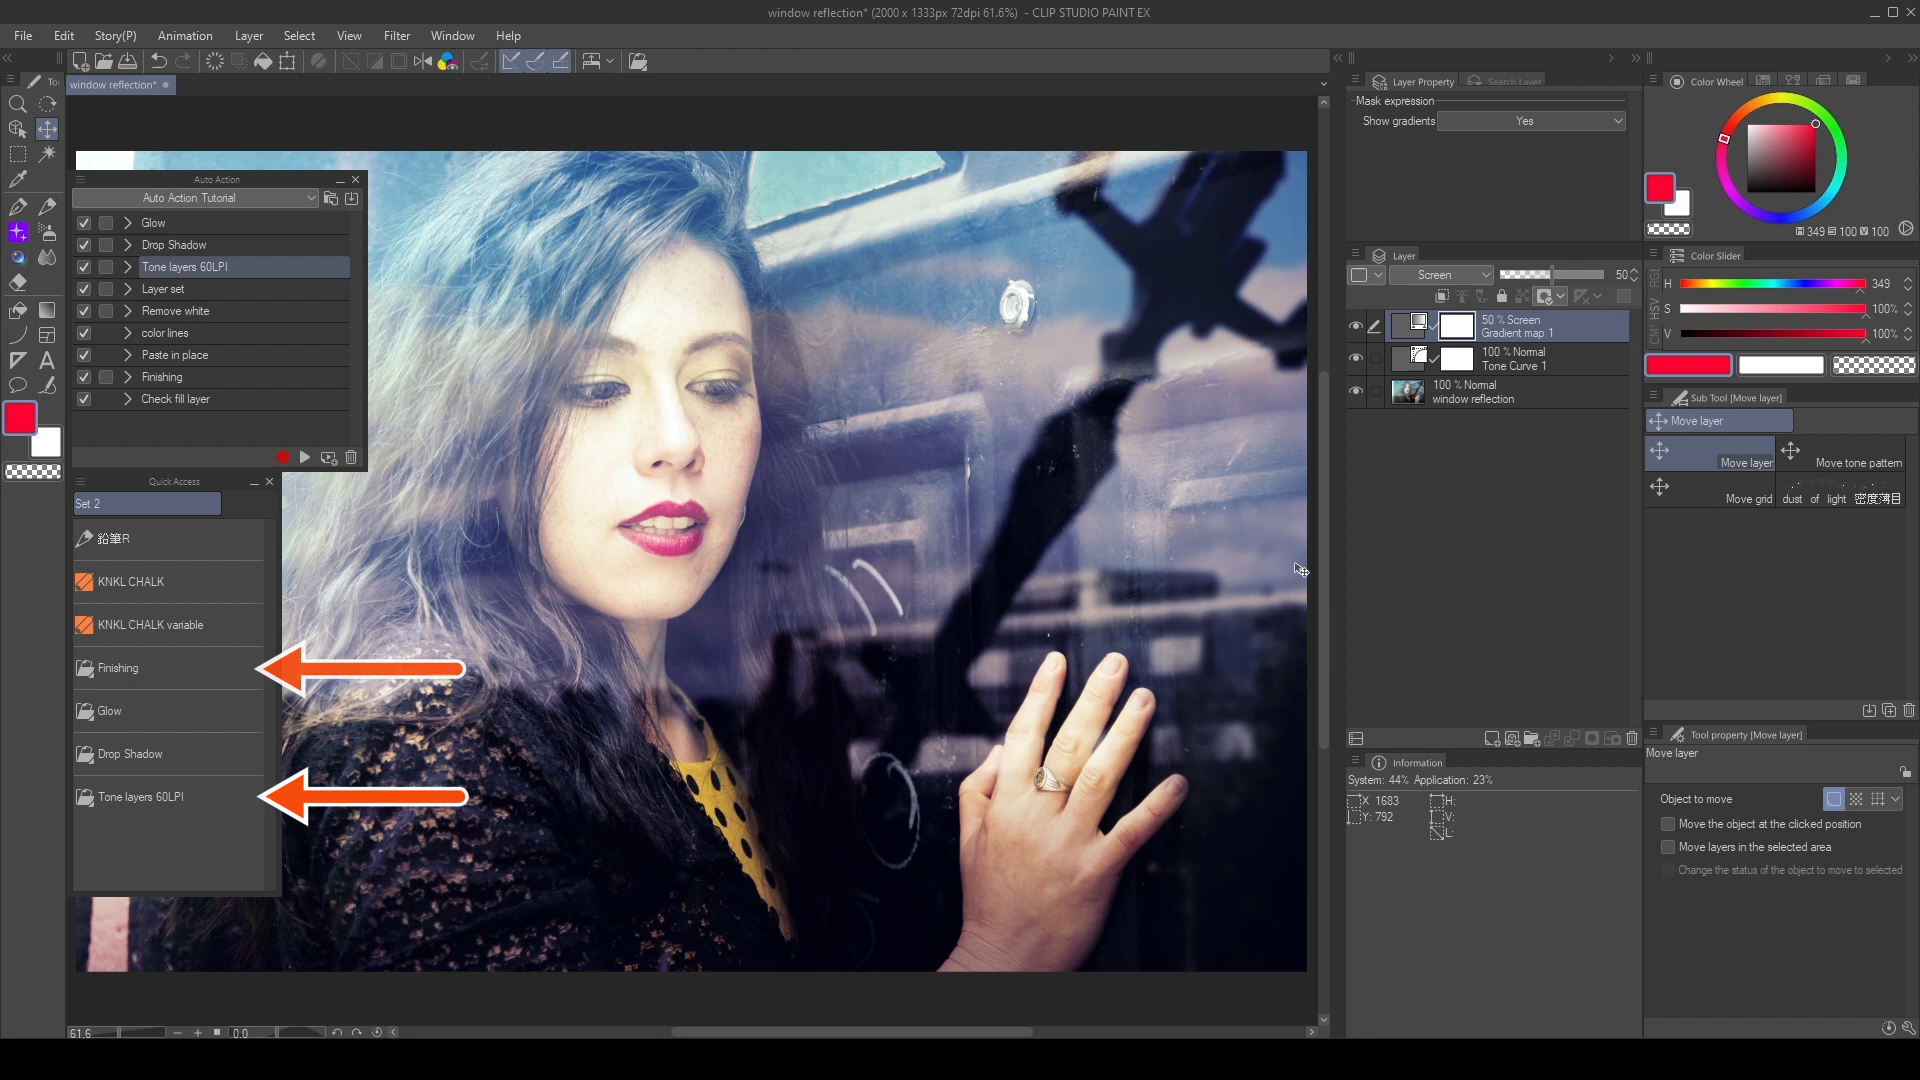 window reflection* (2000 x 1333px 72dpi 61.6%) - CLIP STUDIO PAINT EX
File Edit Story(P) Animation Layer Select View Filter Window Help
To
window reflection*
Auto Action
Auto Action Tutorial
Glow
Drop Shadow
Tone layers 60LPI
Layer set
Remove white
color lines
Paste in place
Finishing
Check fill layer
Quick Access
Set 2
鉛筆R
KNKL CHALK
KNKL CHALK variable
Finishing
Glow
Drop Shadow
Tone layers 60LPI
61.6
0.0
Layer Property
Search Layer
Mask expression
Show gradients
Yes
Layer
Screen
50
50 % Screen
Gradient map 1
100 % Normal
Tone Curve 1
100 % Normal
window reflection
Information
System: 44% Application: 23%
X 1683 H:
Y: 792 V:
L:
Color Wheel
349 100 100
Color Slider
H 349
S 100%
V 100%
Sub Tool [Move layer]
Move layer
Move layer
Move tone pattern
Move grid
dust of light 密度薄目
Tool property [Move layer]
Move layer
Object to move
Move the object at the clicked position
Move layers in the selected area
Change the status of the object to move to selected